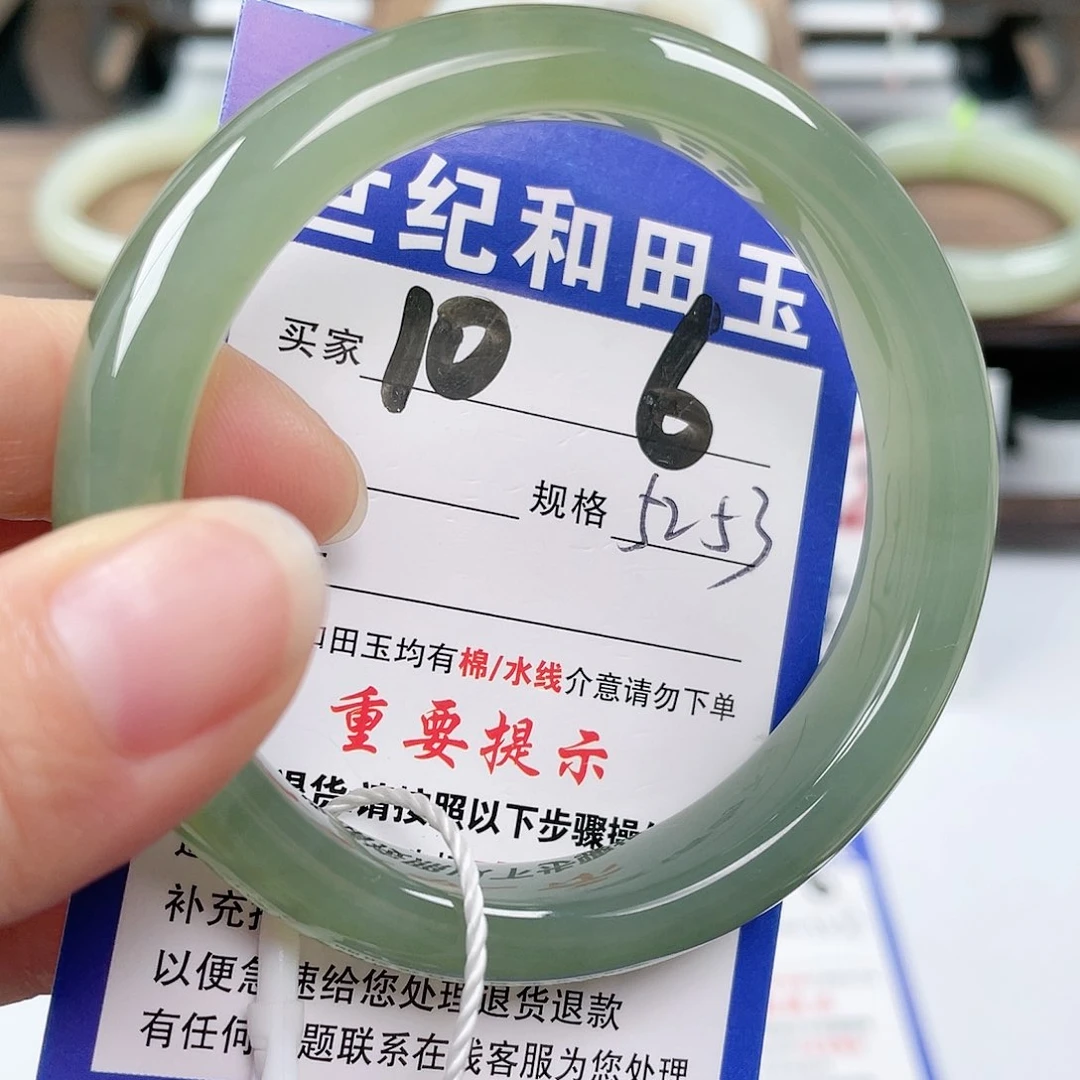 世纪和田玉
买家 10 6
规格 5253
田玉均有棉/水线介意请勿下单
重要提示
退货 请按照以下步骤操
补充
以便急速给您处理退货退款
有任何 题联系在线客服为您处理